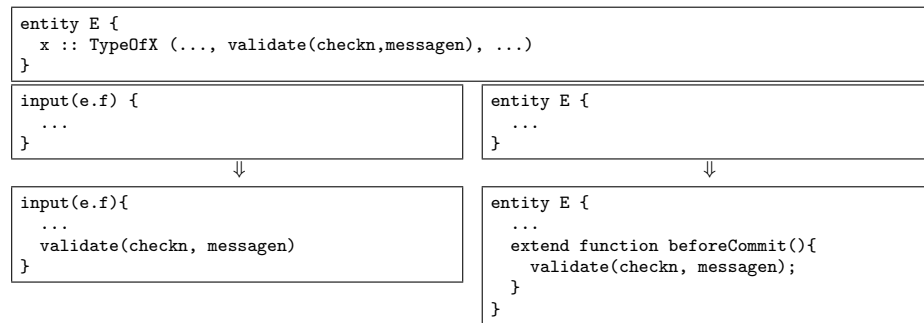 entity E {
  x :: TypeOfX (..., validate(checkn,messagen), ...)
}
input(e.f) {
  ...
}
entity E {
  ...
}
⇓
⇓
input(e.f){
  ...
  validate(checkn, messagen)
}
entity E {
  ...
  extend function beforeCommit(){
    validate(checkn, messagen);
  }
}